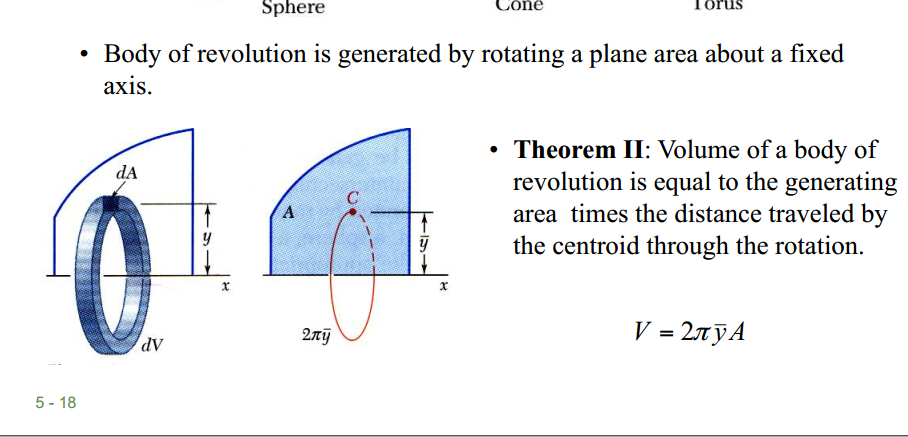 Sphere Cone Torus
• Body of revolution is generated by rotating a plane area about a fixed
axis.
• Theorem II: Volume of a body of
revolution is equal to the generating
area times the distance traveled by
the centroid through the rotation.
dA
y
x
dV
A
C
ȳ
x
2πȳ
V = 2πȳA
5 - 18